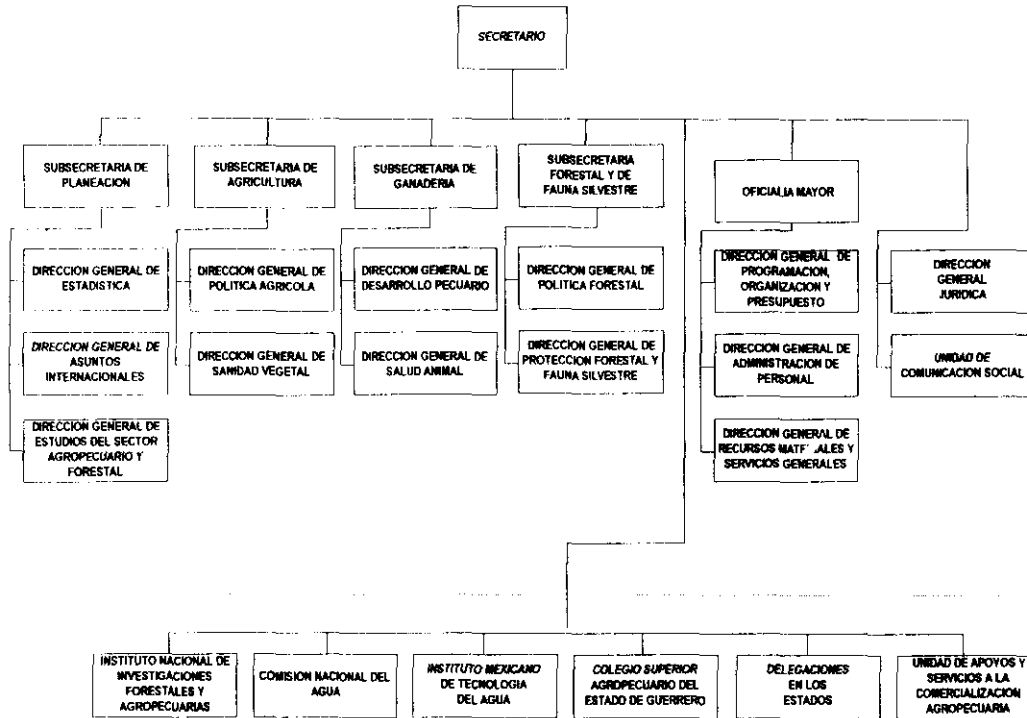 SECRETARIO
SUBSECRETARIA DE
PLANEACION
SUBSECRETARIA DE
AGRICULTURA
SUBSECRETARIA DE
GANADERIA
SUBSECRETARIA
FORESTAL Y DE
FAUNA SILVESTRE
OFICIALIA MAYOR
DIRECCION GENERAL DE
ESTADISTICA
DIRECCION GENERAL DE
POLITICA AGRICOLA
DIRECCION GENERAL DE
DESARROLLO PECUARIO
DIRECCION GENERAL DE
POLITICA FORESTAL
DIRECCION GENERAL DE
PROGRAMACION,
ORGANIZACION Y
PRESUPUESTO
DIRECCION
GENERAL
JURIDICA
DIRECCION GENERAL DE
ASUNTOS
INTERNACIONALES
DIRECCION GENERAL DE
SANIDAD VEGETAL
DIRECCION GENERAL DE
SALUD ANIMAL
DIRECCION GENERAL DE
PROTECCION FORESTAL Y
FAUNA SILVESTRE
DIRECCION GENERAL DE
ADMINISTRACION DE
PERSONAL
UNIDAD DE
COMUNICACION SOCIAL
DIRECCION GENERAL DE
ESTUDIOS DEL SECTOR
AGROPECUARIO Y
FORESTAL
DIRECCION GENERAL DE
RECURSOS Y
SERVICIOS GENERALES
INSTITUTO NACIONAL DE
INVESTIGACIONES
FORESTALES Y
AGROPECUARIAS
COMISION NACIONAL DEL
AGUA
INSTITUTO MEXICANO
DE TECNOLOGIA
DEL AGUA
COLEGIO SUPERIOR
AGROPECUARIO DEL
ESTADO DE GUERRERO
DELEGACIONES
EN LOS
ESTADOS
UNIDAD DE APOYOS Y
SERVICIOS A LA
COMERCIALIZACION
AGROPECUARIA